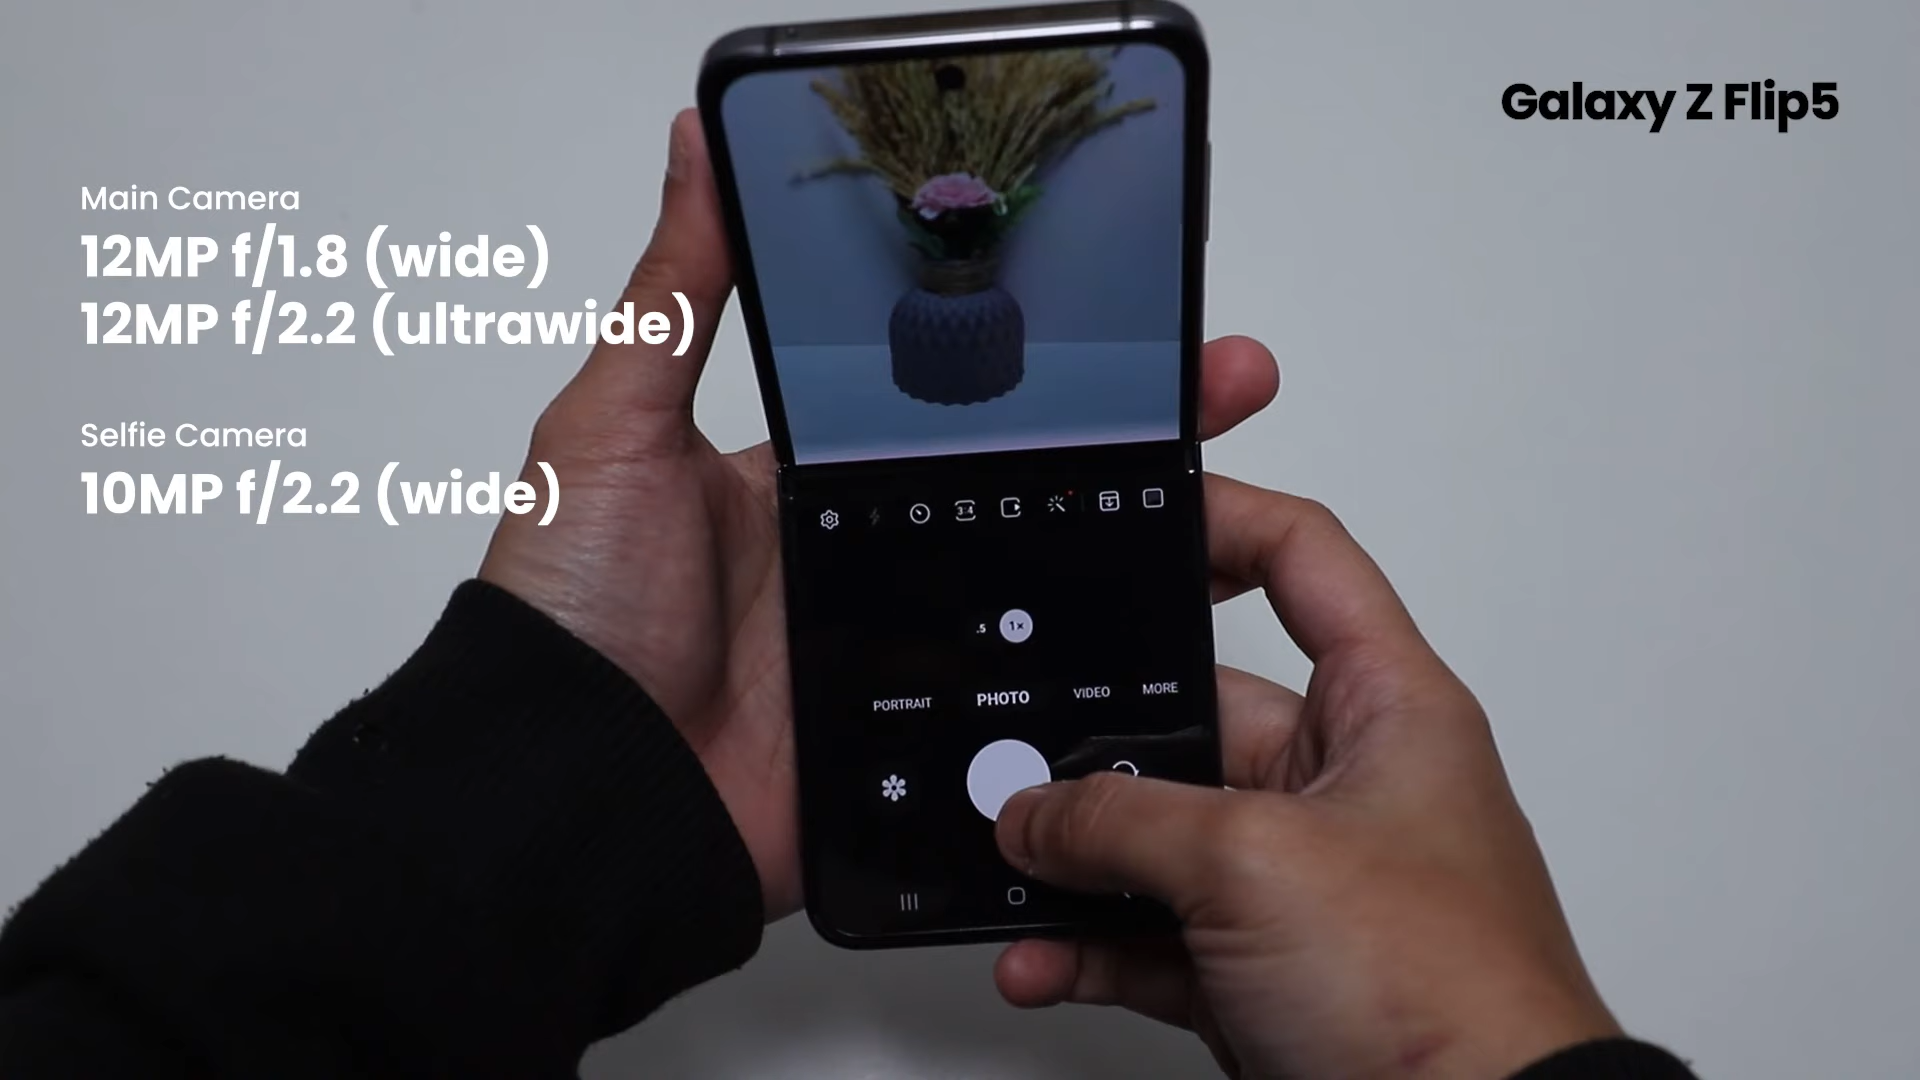 Galaxy Z Flip5
Main Camera
12MP f/1.8 (wide)
12MP f/2.2 (ultrawide)
Selfie Camera
10MP f/2.2 (wide)
3:4
.5 1×
PORTRAIT PHOTO VIDEO MORE